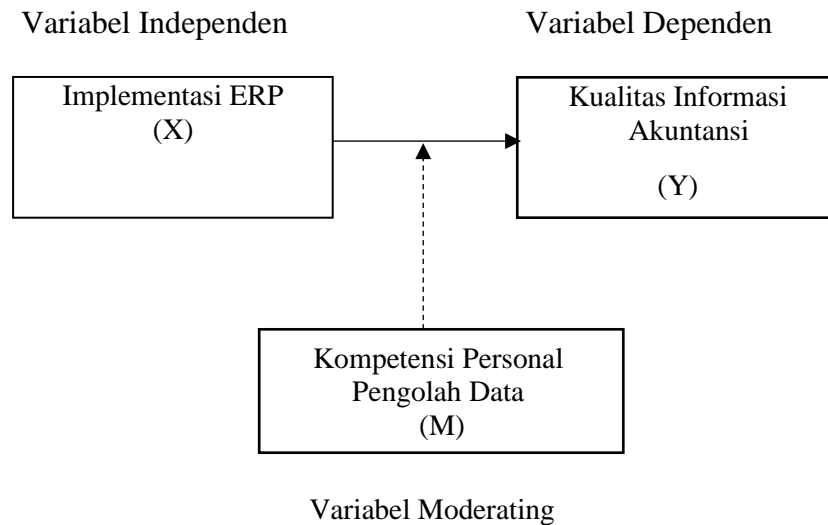 Variabel Independen
Variabel Dependen
Implementasi ERP
(X)
Kualitas Informasi
Akuntansi
(Y)
Kompetensi Personal
Pengolah Data
(M)
Variabel Moderating